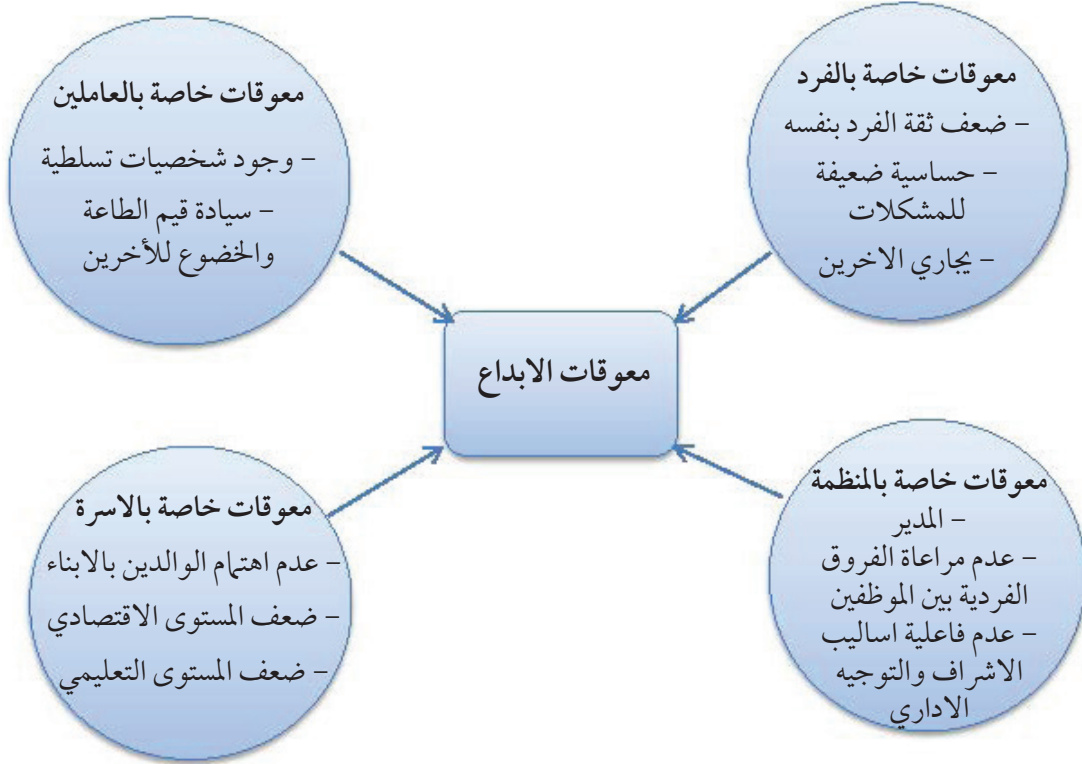 معوقات خاصة بالفرد
- ضعف ثقة الفرد بنفسه
- حساسية ضعيفة
للمشكلات
- يجاري الاخرين
معوقات خاصة بالعاملين
- وجود شخصيات تسلطية
- سيادة قيم الطاعة
والخضوع للأخرين
معوقات الابداع
معوقات خاصة بالمنظمة
- المدير
- عدم مراعاة الفروق
الفردية بين الموظفين
- عدم فاعلية اساليب
الاشراف والتوجيه
الاداري
معوقات خاصة بالاسرة
- عدم اهتمام الوالدين بالابناء
- ضعف المستوى الاقتصادي
- ضعف المستوى التعليمي